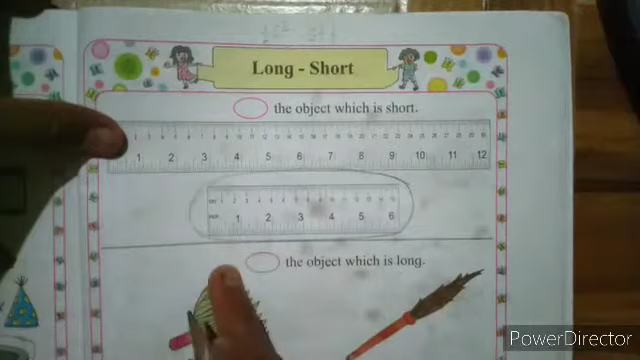 Long - Short
the object which is short.
1 2 3 4 5 6 7 8 9 10 11 12
1 2 3 4 5 6
the object which is long.
PowerDirector